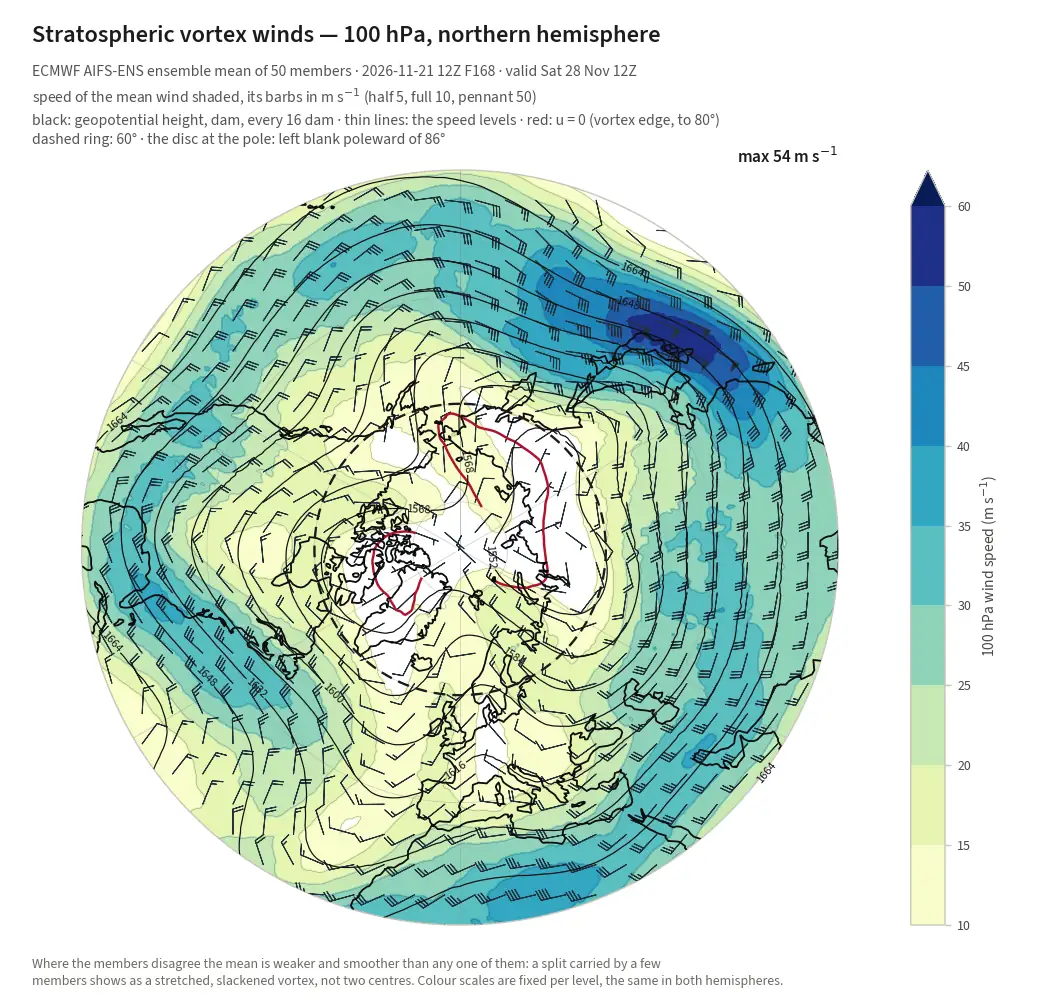 Stratospheric vortex winds — 100 hPa, northern hemisphere
ECMWF AIFS-ENS ensemble mean of 50 members · 2026-11-21 12Z F168 · valid Sat 28 Nov 12Z
speed of the mean wind shaded, its barbs in m s⁻¹ (half 5, full 10, pennant 50)
black: geopotential height, dam, every 16 dam · thin lines: the speed levels · red: u = 0 (vortex edge, to 80°)
dashed ring: 60° · the disc at the pole: left blank poleward of 86°
max 54 m s⁻¹
60
50
45
40
35
30
25
20
15
10
100 hPa wind speed (m s⁻¹)
1664
1648
1664
1568
1568
1552
1664
1584
1648
1632
1600
1616
1664
Where the members disagree the mean is weaker and smoother than any one of them: a split carried by a few
members shows as a stretched, slackened vortex, not two centres. Colour scales are fixed per level, the same in both hemispheres.